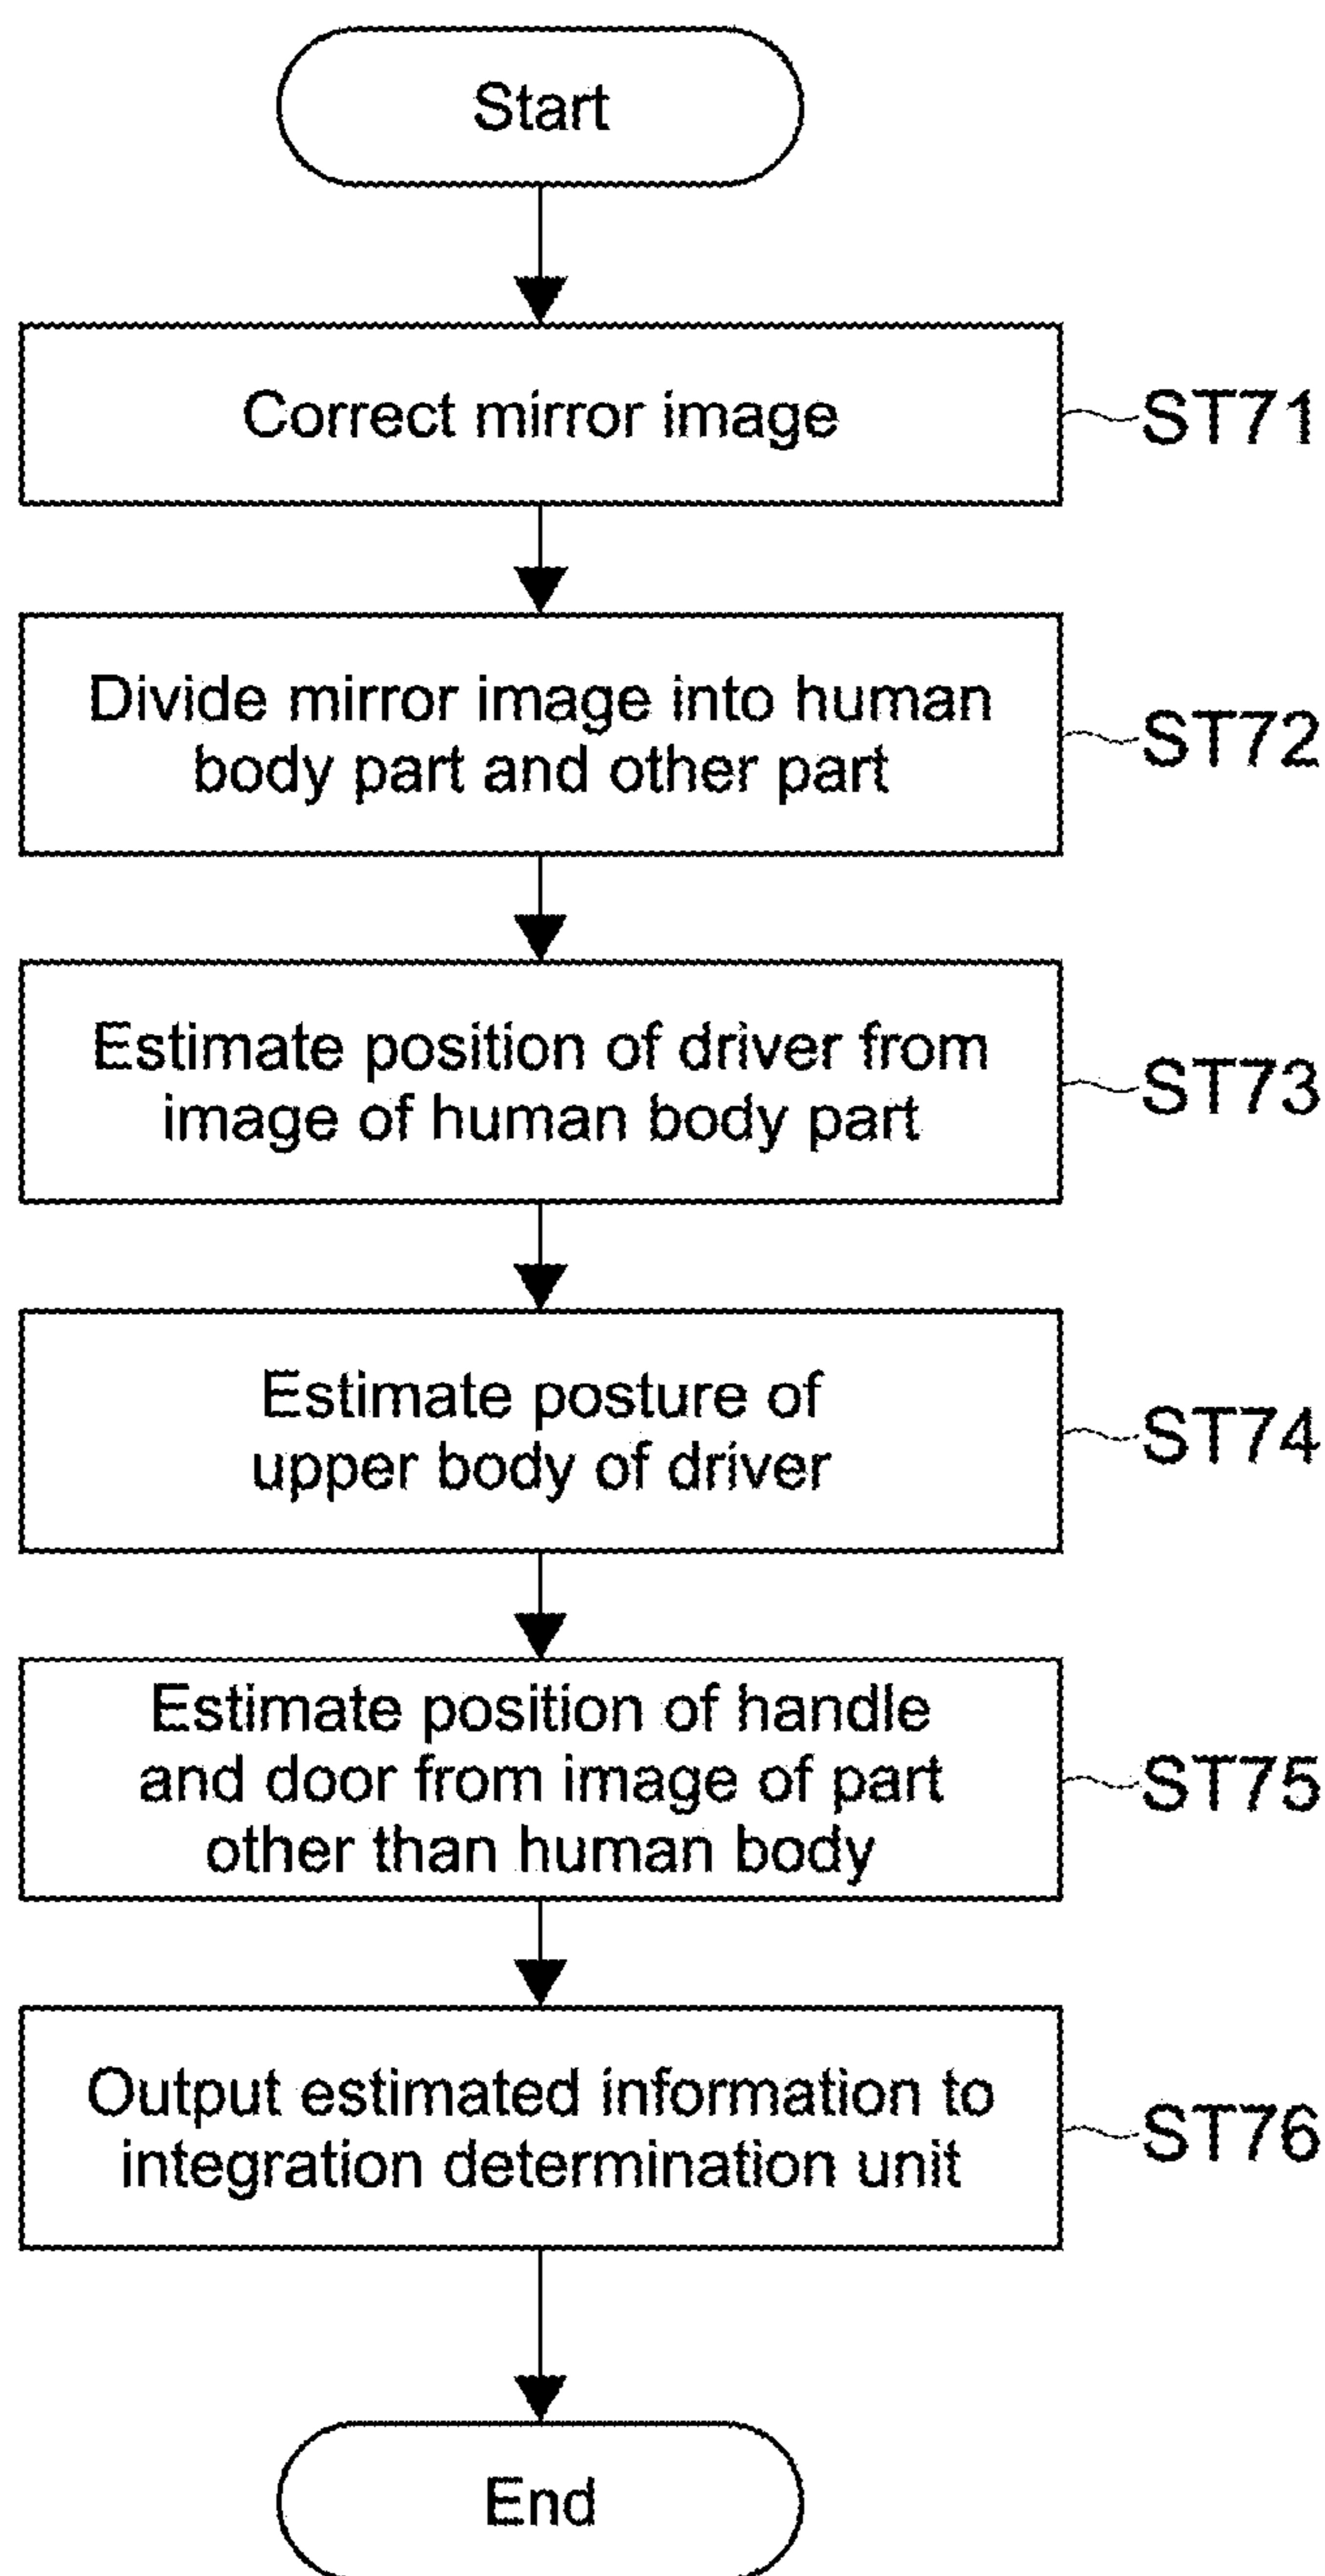 Start
Correct mirror image
ST71
Divide mirror image into human
body part and other part
ST72
Estimate position of driver from
image of human body part
ST73
Estimate posture of
upper body of driver
ST74
Estimate position of handle
and door from image of part
other than human body
ST75
Output estimated information to
integration determination unit
ST76
End